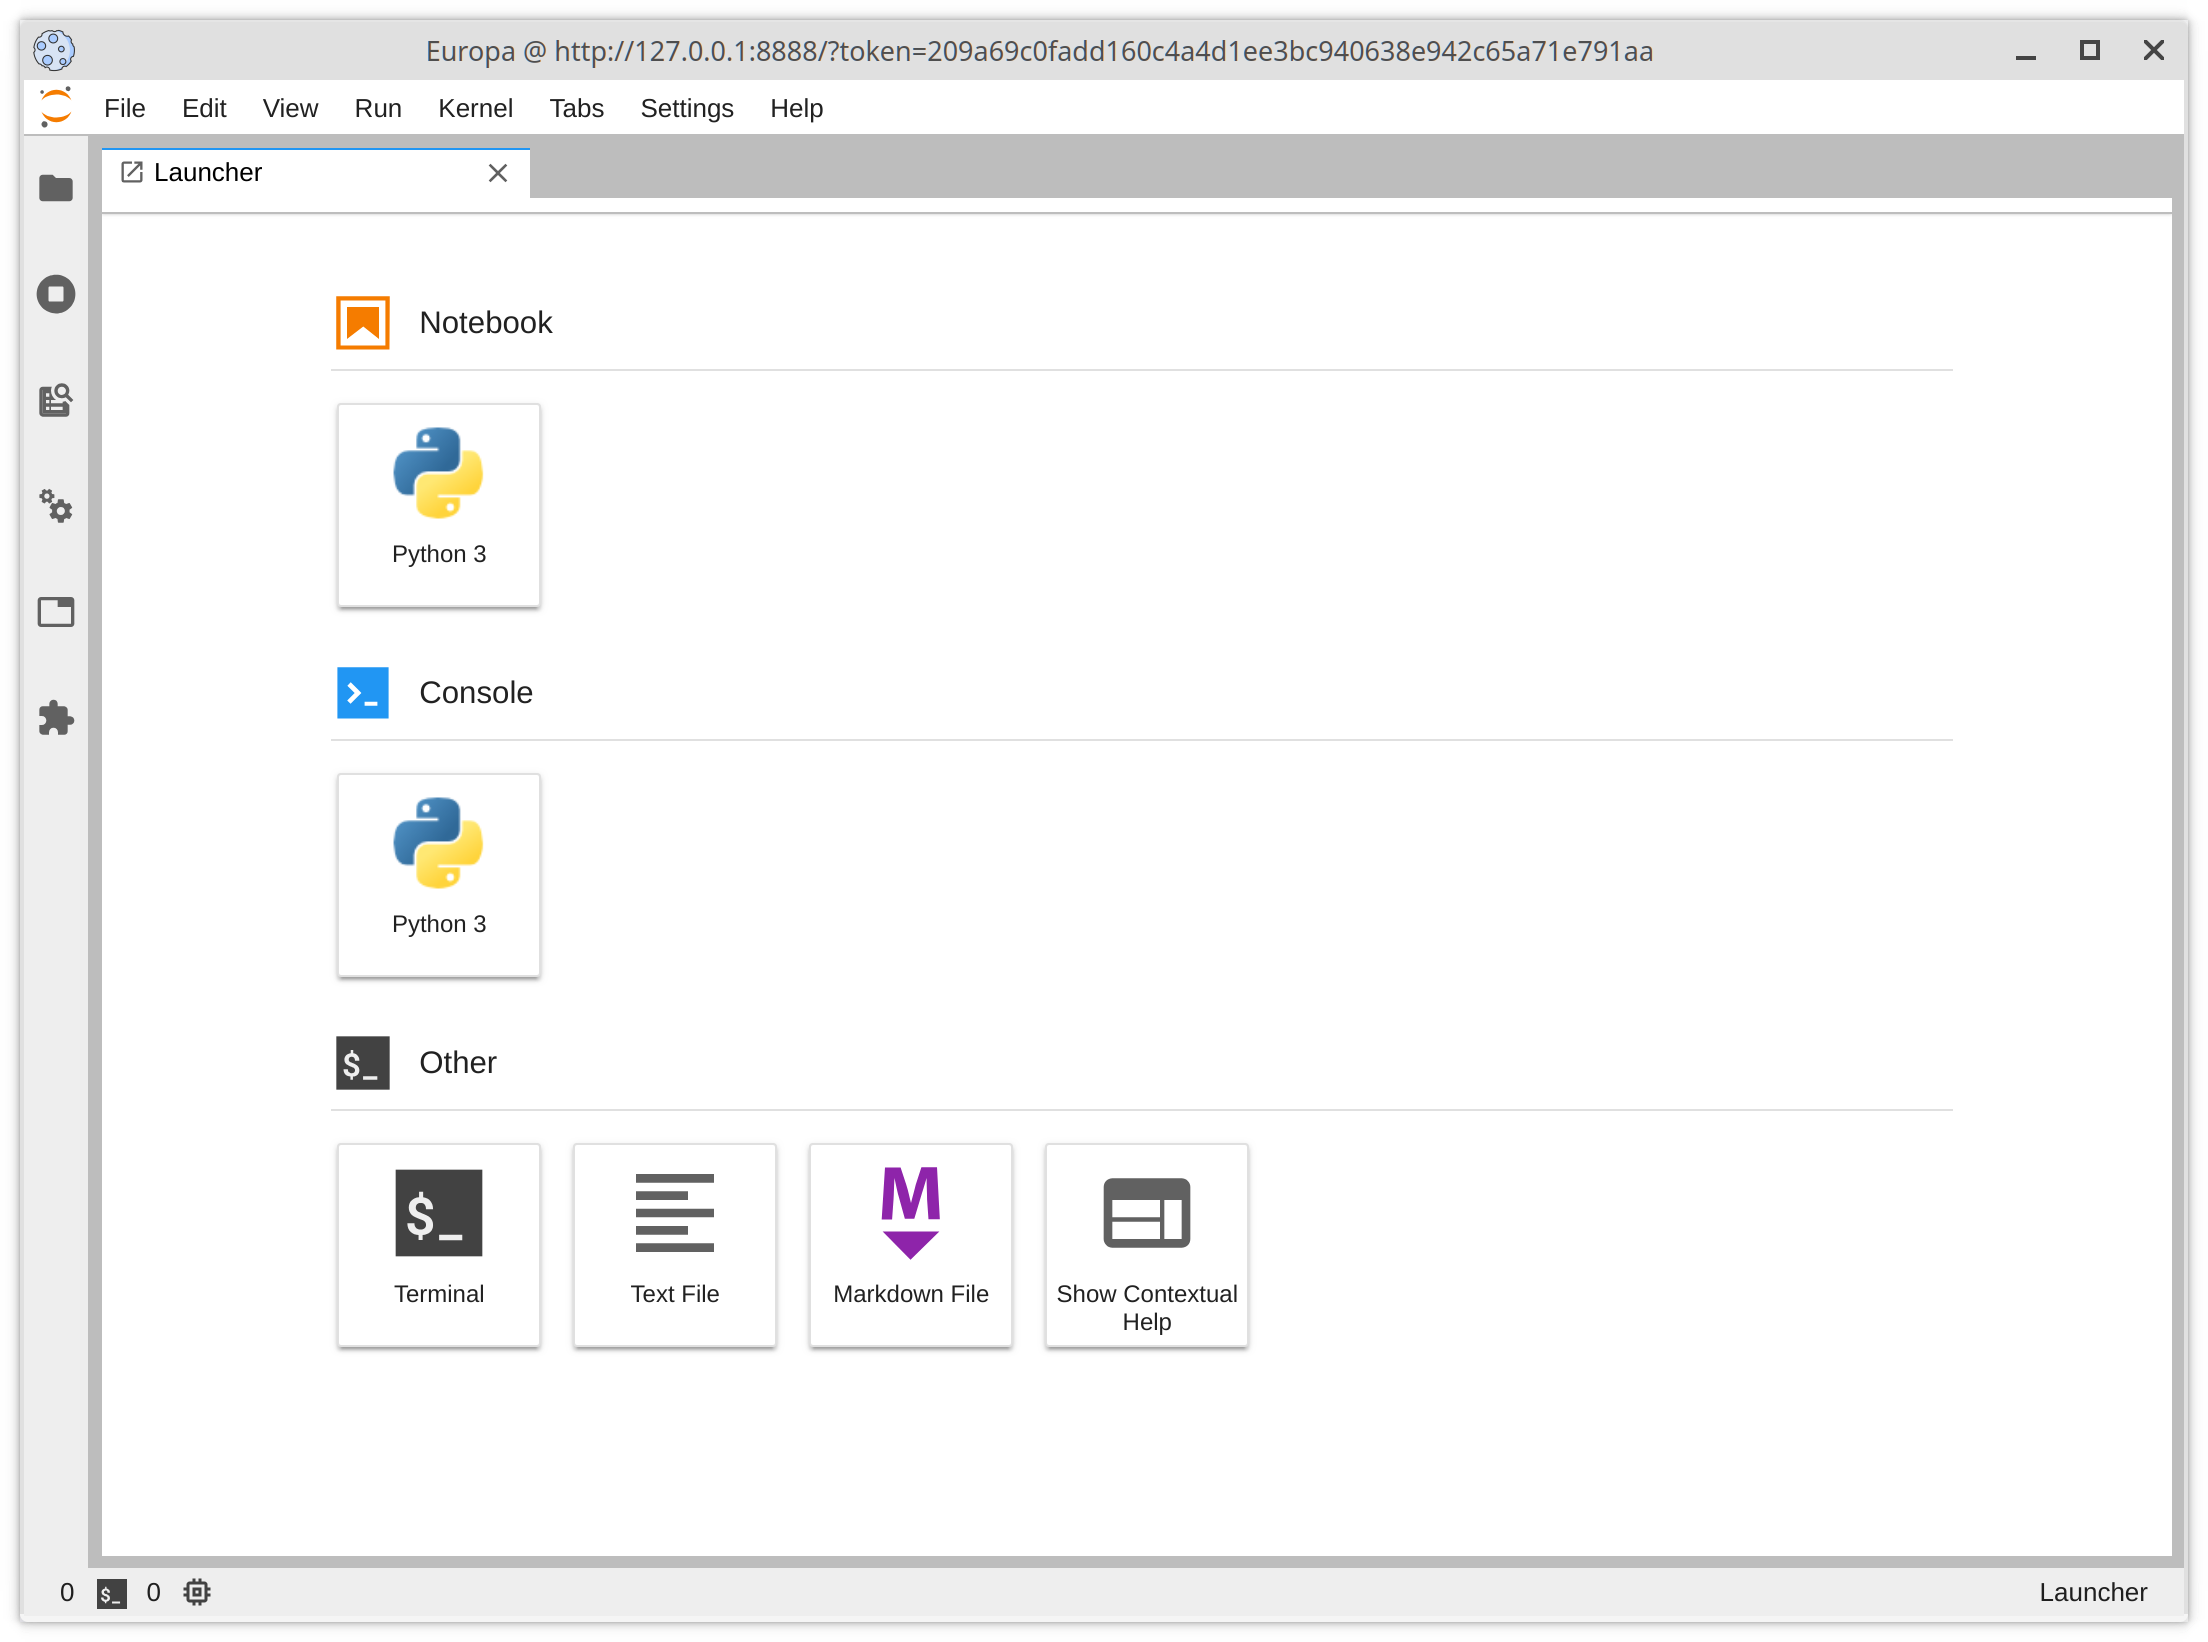 Europa @ http://127.0.0.1:8888/?token=209a69c0fadd160c4a4d1ee3bc940638e942c65a71e791aa
File Edit View Run Kernel Tabs Settings Help
Launcher
Notebook
Python 3
>_ Console
Python 3
$_ Other
$_
M
Terminal
Text File
Markdown File
Show Contextual
Help
0 $_ 0
Launcher